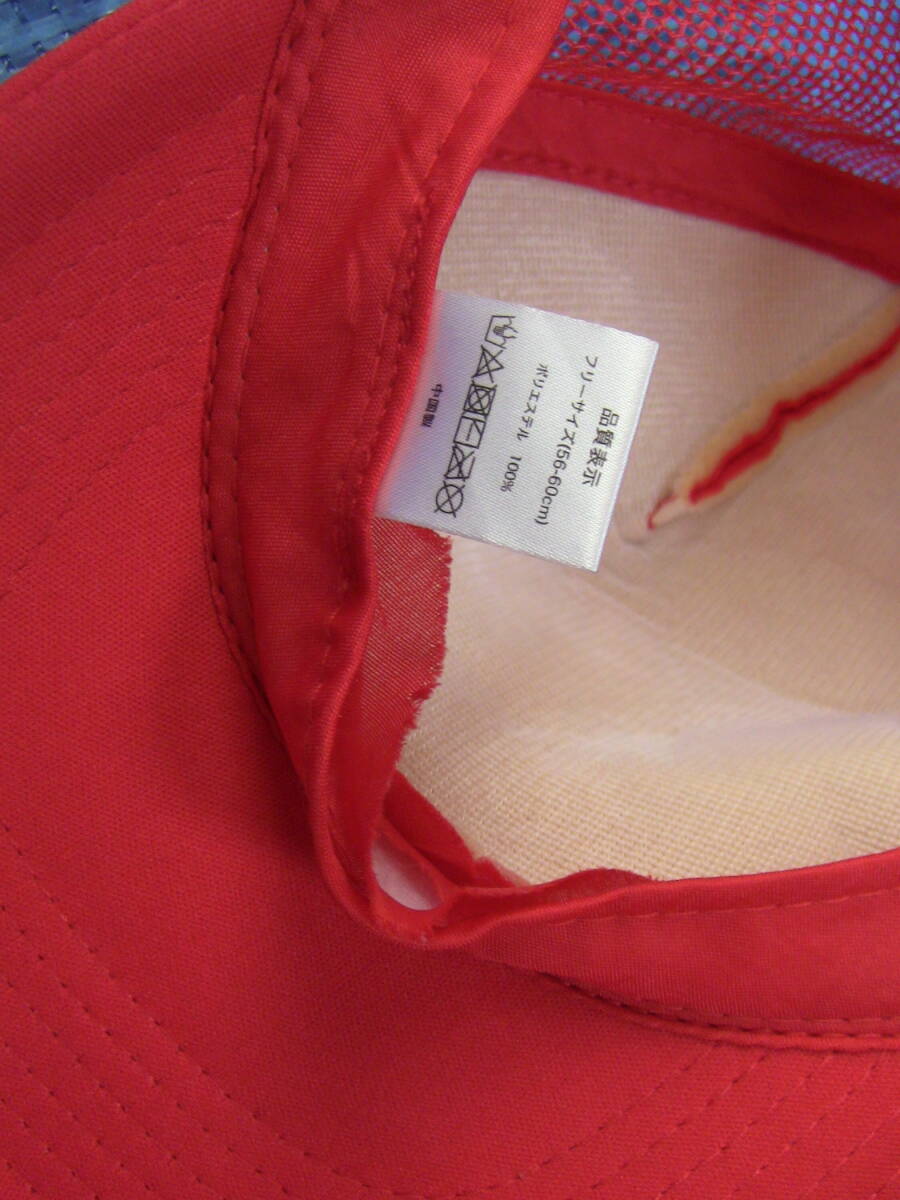 品質表示
フリーサイズ(56-60cm)
ポリエステル 100%
中国製